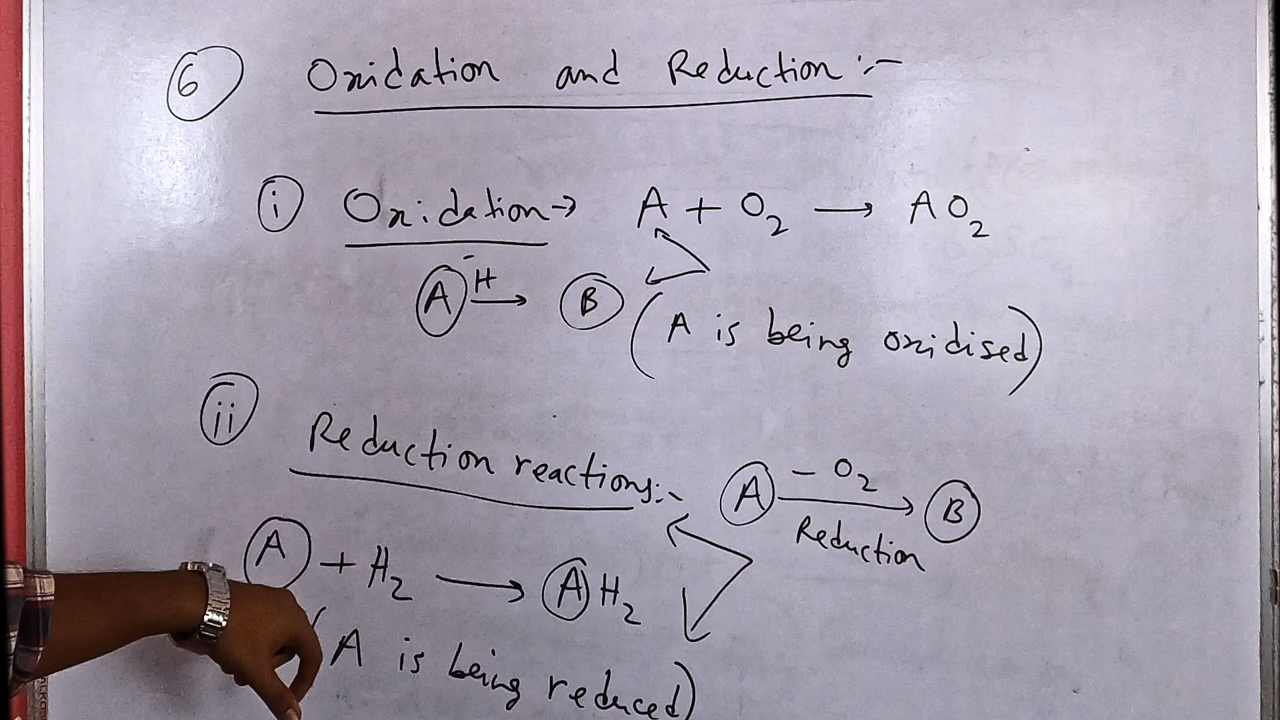 6 Oxidation and Reduction :-
i Oxidation → A + O₂ → AO₂
A -H → B
(A is being oxidised)
ii Reduction reactions:-
A - O₂ → B
Reduction
A + H₂ → AH₂
(A is being reduced)